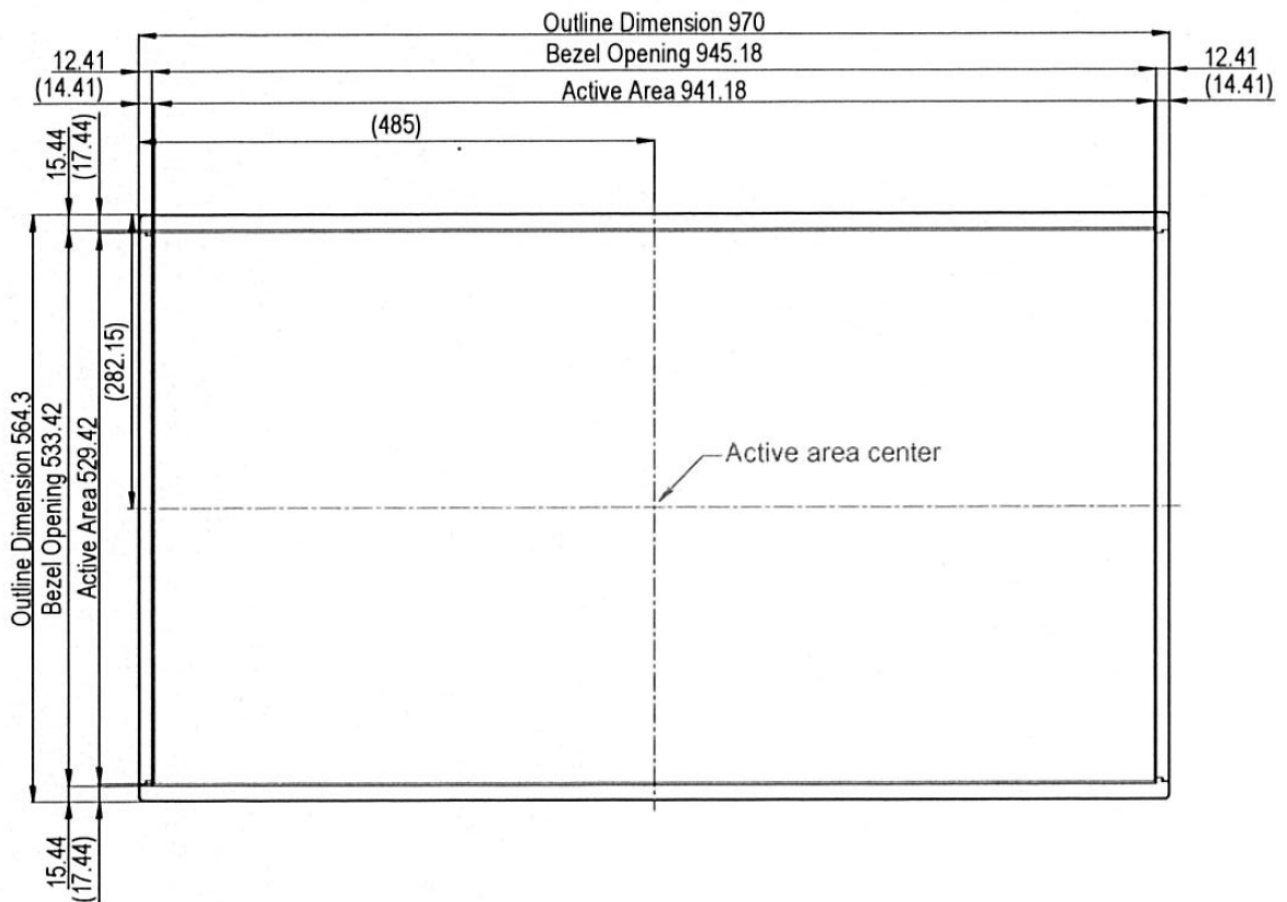 Outline Dimension 970
Bezel Opening 945.18
Active Area 941.18
12.41
(14.41)
12.41
(14.41)
(485)
15.44
(17.44)
(282.15)
Outline Dimension 564.3
Bezel Opening 533.42
Active Area 529.42
Active area center
15.44
(17.44)